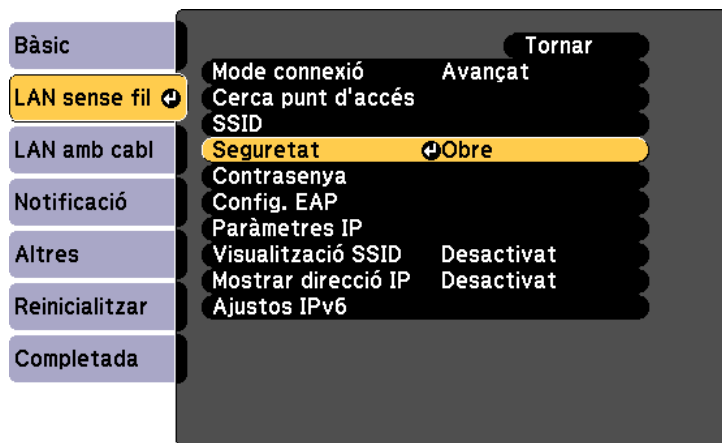 Bàsic
LAN sense fil
LAN amb cabl
Notificació
Altres
Reinicialitzar
Completada
Tornar
Mode connexió Avançat
Cerca punt d'accés
SSID
Seguretat Obre
Contrasenya
Config. EAP
Paràmetres IP
Visualització SSID Desactivat
Mostrar direcció IP Desactivat
Ajustos IPv6